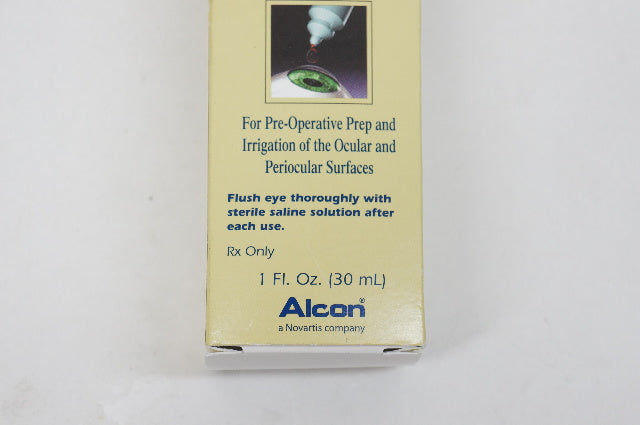 For Pre-Operative Prep and
Irrigation of the Ocular and
Periocular Surfaces
Flush eye thoroughly with
sterile saline solution after
each use.
Rx Only
1 Fl. Oz. (30 mL)
Alcon®
a Novartis company